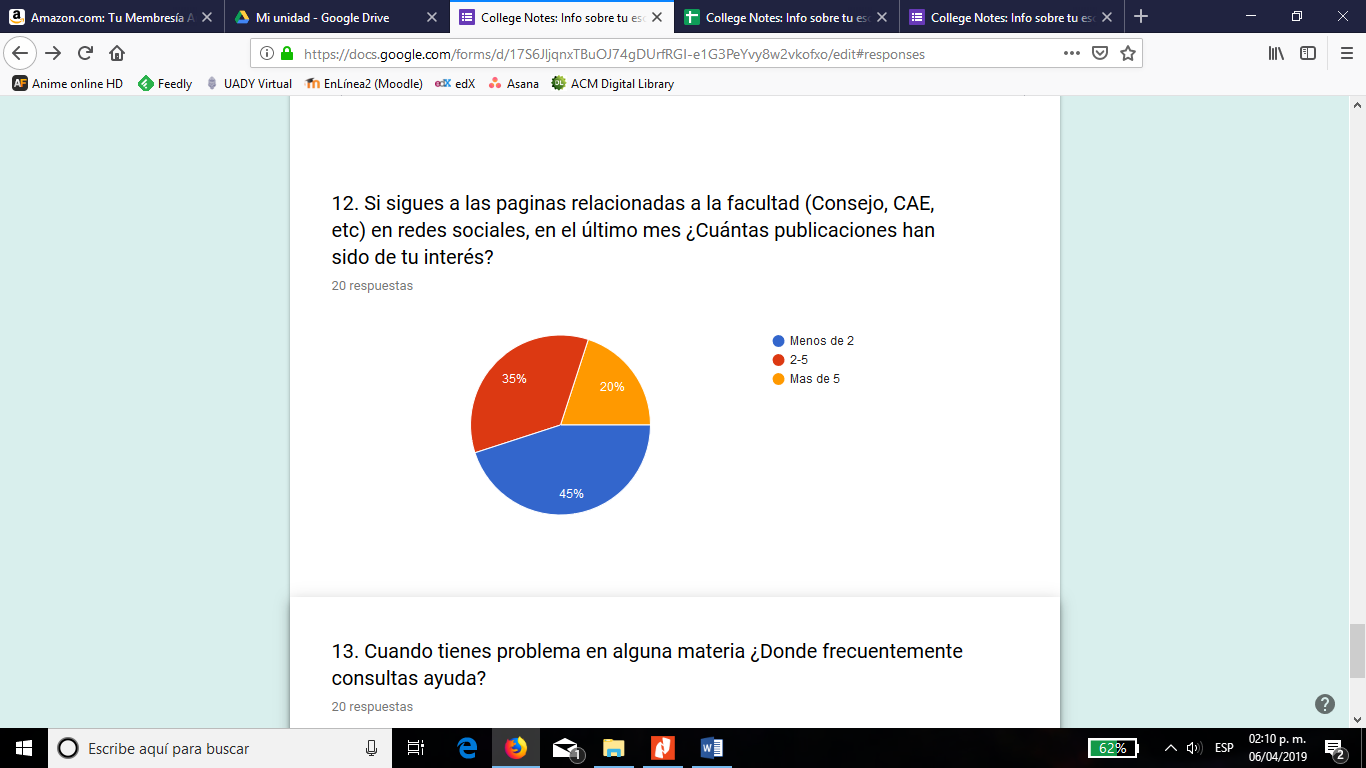 Amazon.com: Tu Membresía A
Mi unidad - Google Drive
College Notes: Info sobre tu es
College Notes: Info sobre tu es
College Notes: Info sobre tu es
https://docs.google.com/forms/d/17S6JljqnxTBuOJ74gDUrfRGI-e1G3PeYvy8w2vkofxo/edit#responses
Anime online HD
Feedly
UADY Virtual
EnLínea2 (Moodle)
edX
Asana
ACM Digital Library
12. Si sigues a las paginas relacionadas a la facultad (Consejo, CAE,
etc) en redes sociales, en el último mes ¿Cuántas publicaciones han
sido de tu interés?
20 respuestas
Menos de 2
2-5
Mas de 5
35%
20%
45%
13. Cuando tienes problema en alguna materia ¿Donde frecuentemente
consultas ayuda?
20 respuestas
Escribe aquí para buscar
1
62%
ESP
02:10 p. m.
06/04/2019
2